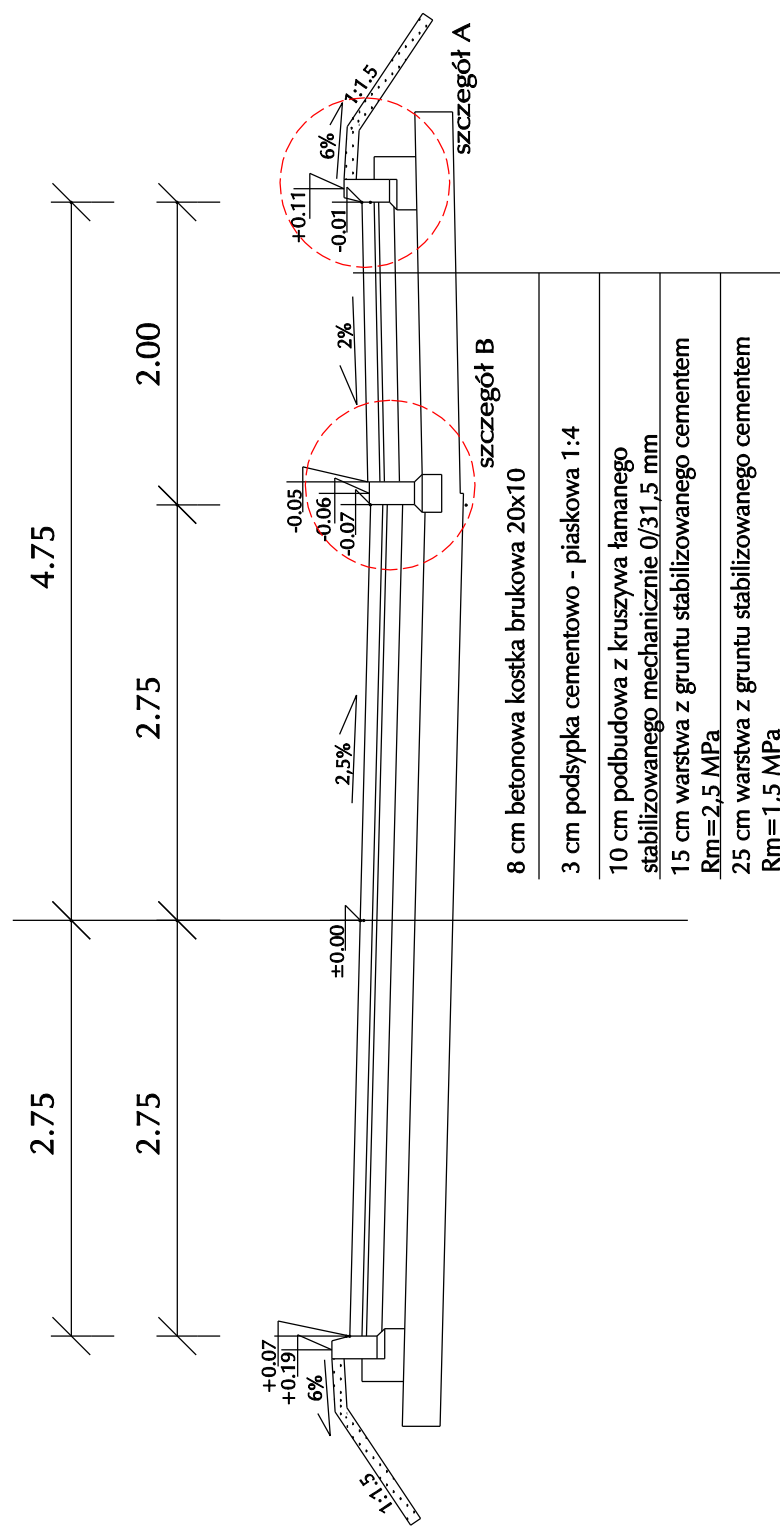 2.75
4.75
2.75
2.75
2.00
+0.07
+0.19
6%
1:1.5
±0.00
2,5%
-0.05
-0.06
-0.07
2%
+0.11
-0.01
6%
1:1.5
szczegół A
szczegół B
8 cm betonowa kostka brukowa 20x10
3 cm podsypka cementowo - piaskowa 1:4
10 cm podbudowa z kruszywa łamanego
stabilizowanego mechanicznie 0/31,5 mm
15 cm warstwa z gruntu stabilizowanego cementem
Rm=2,5 MPa
25 cm warstwa z gruntu stabilizowanego cementem
Rm=1,5 MPa